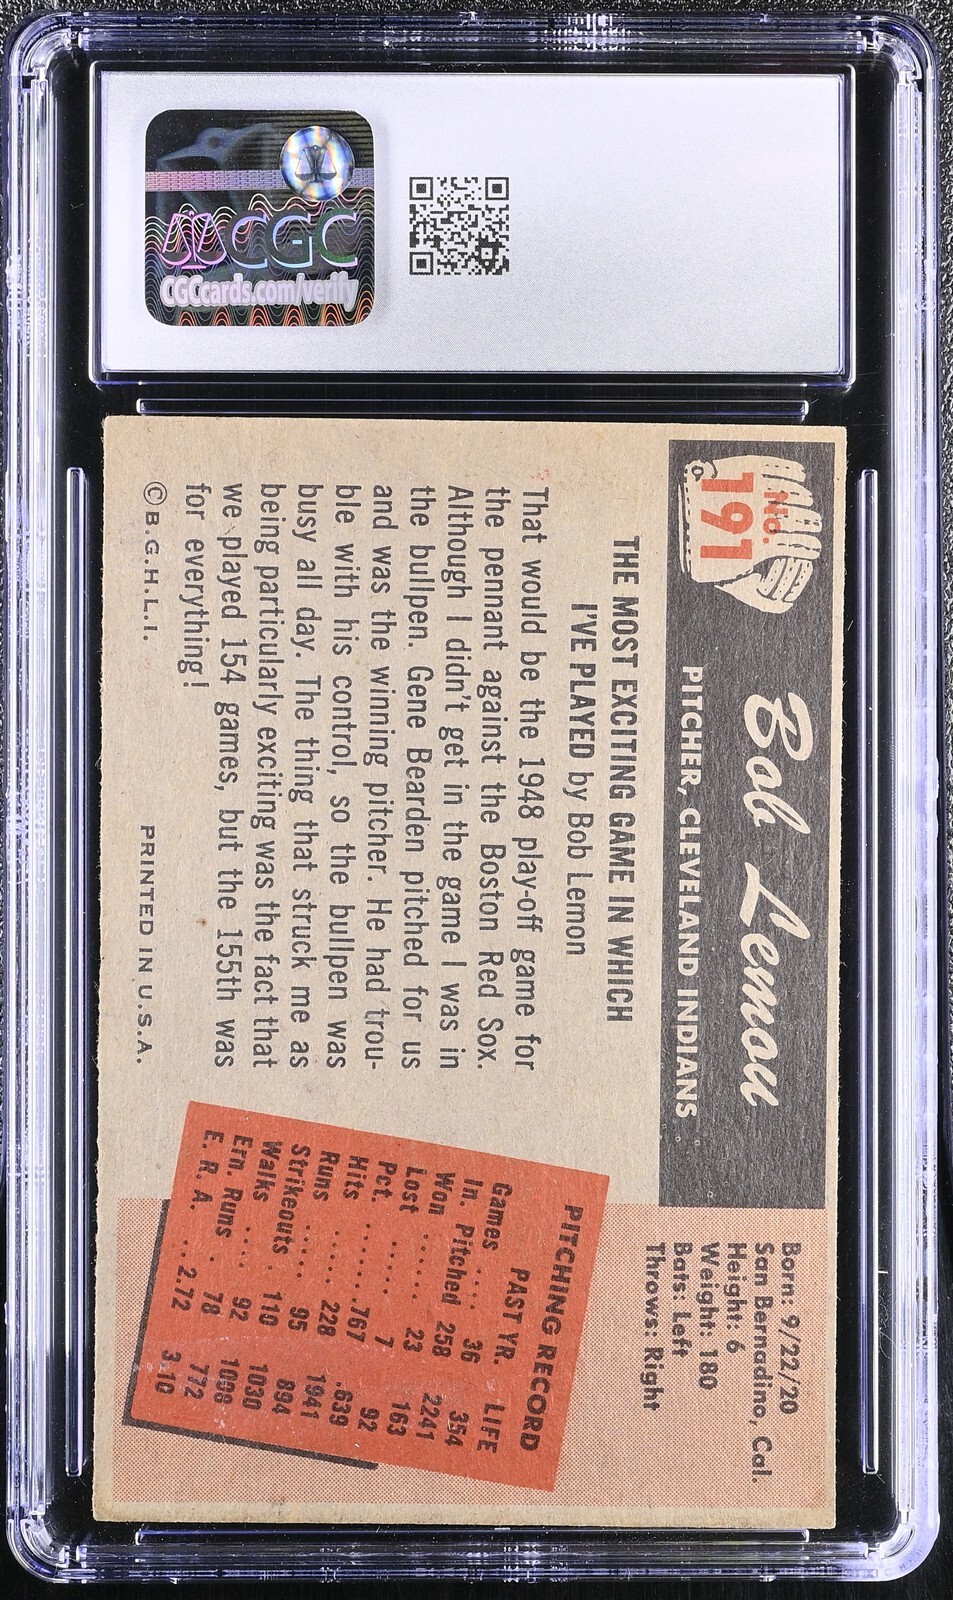 CGC
CGCcards.com/verify
No. 191
Bob Lemon
PITCHER, CLEVELAND INDIANS
Born: 9/22/20
San Bernadino, Cal.
Height: 6
Weight: 180
Bats: Left
Throws: Right
THE MOST EXCITING GAME IN WHICH
I'VE PLAYED by Bob Lemon
That would be the 1948 play-off game for
the pennant against the Boston Red Sox.
Although I didn't get in the game I was in
the bullpen. Gene Bearden pitched for us
and was the winning pitcher. He had trou-
ble with his control, so the bullpen was
busy all day. The thing that struck me as
being particularly exciting was the fact that
we played 154 games, but the 155th was
for everything!
PITCHING RECORD
PAST YR. LIFE
Games .... 36 354
In. Pitched 258 2241
Won ...... 23 163
Lost ...... 7 92
Pct. .......767 .639
Hits ...... 228 1941
Runs ..... 95 894
Strikeouts . 110 1030
Walks .... 92 1008
Ern. Runs . 78 772
E. R. A. ..2.72 3.10
©B.G.H.L.I. PRINTED IN U.S.A.